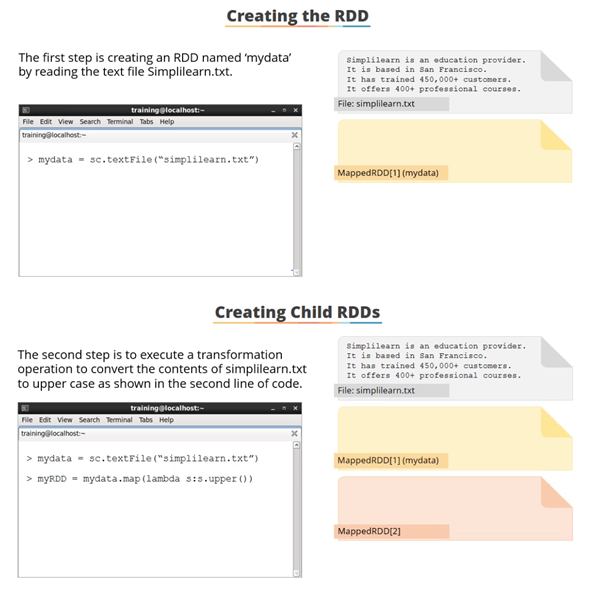 Creating the RDD
The first step is creating an RDD named ‘mydata’
by reading the text file Simplilearn.txt.
training@localhost:~
File Edit View Search Terminal Tabs Help
training@localhost:~
> mydata = sc.textFile(“simplilearn.txt”)
Simplilearn is an education provider.
It is based in San Francisco.
It has trained 450,000+ customers.
It offers 400+ professional courses.
File: simplilearn.txt
MappedRDD[1] (mydata)
Creating Child RDDs
The second step is to execute a transformation
operation to convert the contents of simplilearn.txt
to upper case as shown in the second line of code.
training@localhost:~
File Edit View Search Terminal Tabs Help
training@localhost:~
> mydata = sc.textFile(“simplilearn.txt”)
> myRDD = mydata.map(lambda s:s.upper())
Simplilearn is an education provider.
It is based in San Francisco.
It has trained 450,000+ customers.
It offers 400+ professional courses.
File: simplilearn.txt
MappedRDD[1] (mydata)
MappedRDD[2]